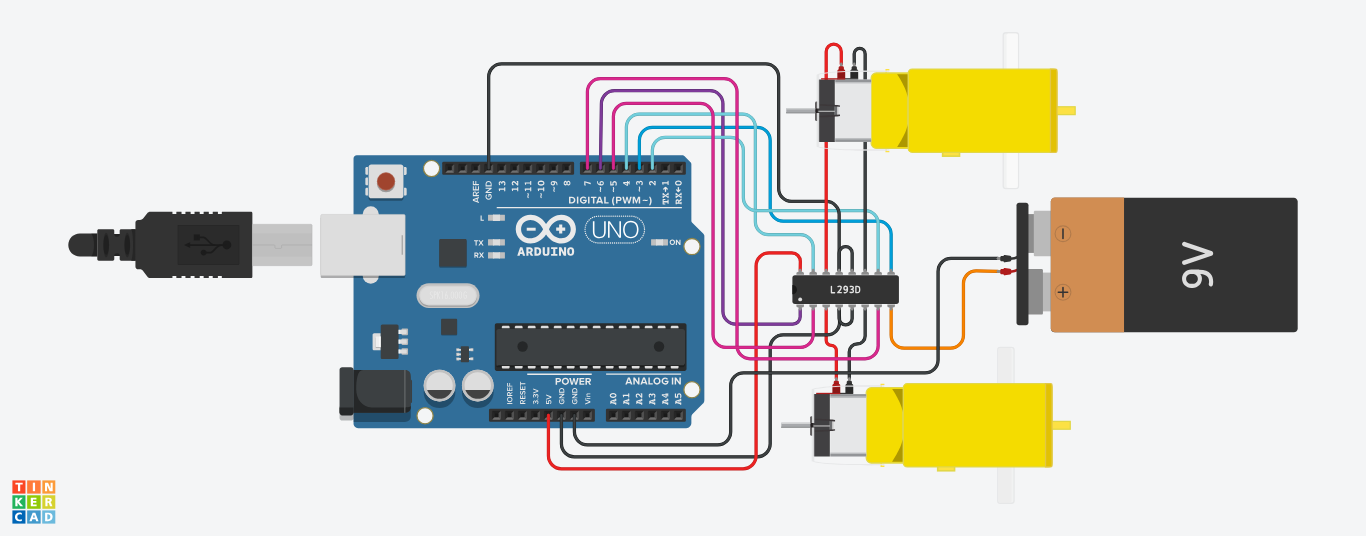 AREF
GND
13
12
~11
~10
~9
8
7
~6
~5
4
~3
2
TX→1
RX←0
DIGITAL (PWM~)
L
TX
RX
ARDUINO
UNO
ON
L293D
9V
POWER
ANALOG IN
IOREF
RESET
3.3V
5V
GND
GND
Vin
A0
A1
A2
A3
A4
A5
TIN
KER
CAD